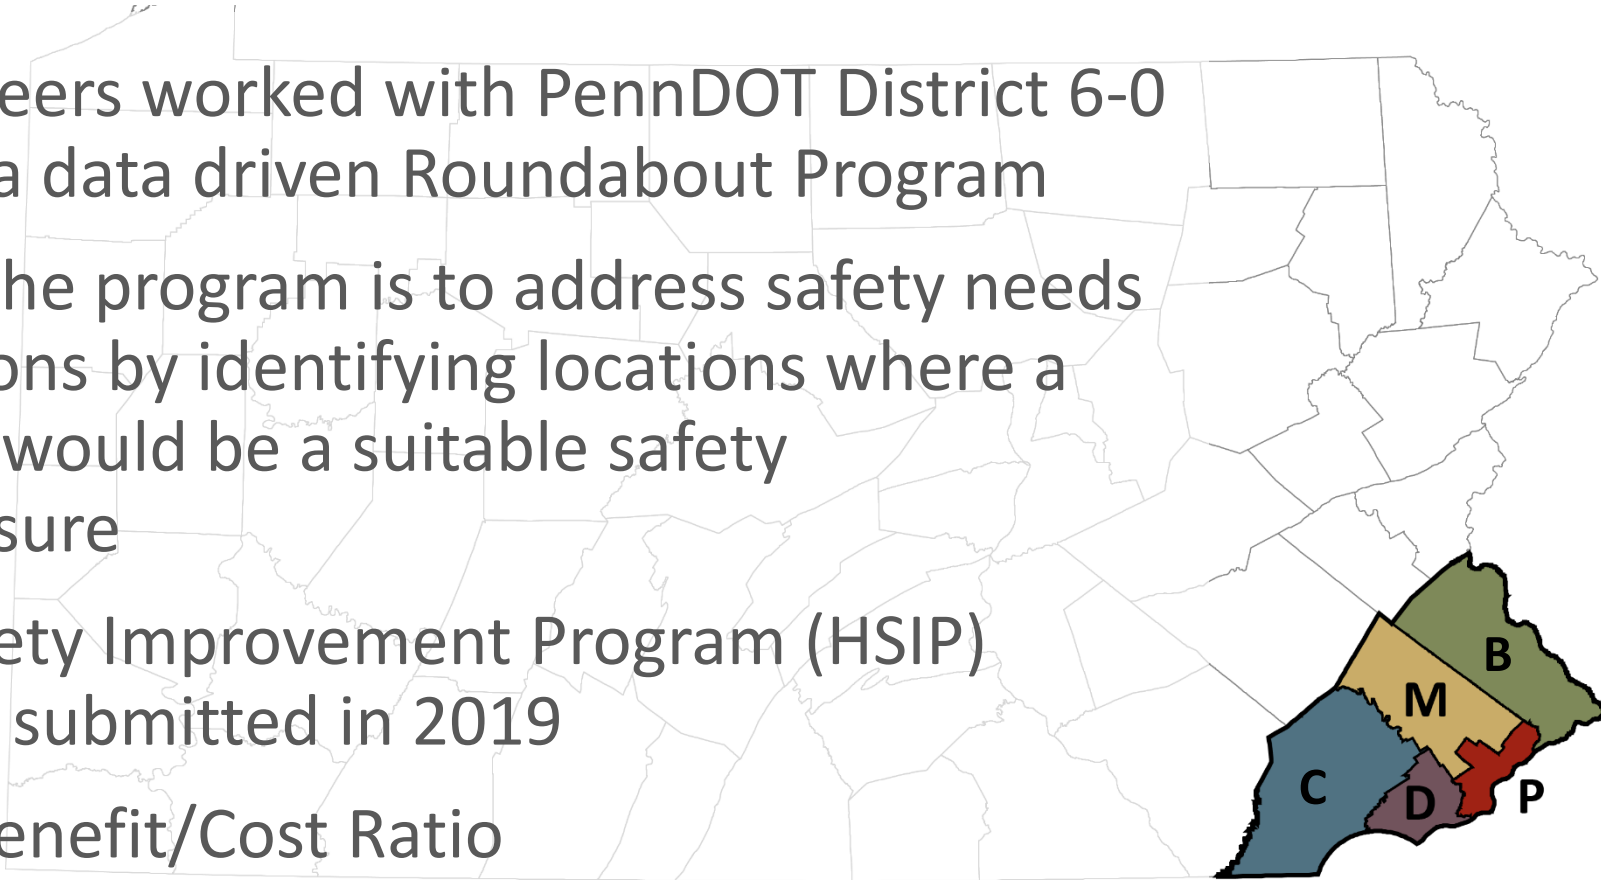 eers worked with PennDOT District 6-0
a data driven Roundabout Program
he program is to address safety needs
ons by identifying locations where a
would be a suitable safety
sure
ety Improvement Program (HSIP)
submitted in 2019
enefit/Cost Ratio
B
M
C
D
P